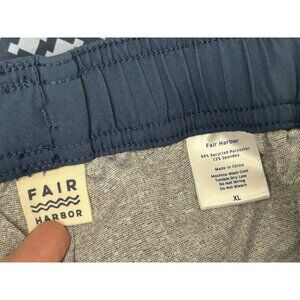 FAIR
HARBOR
Fair Harbor
88% Recycled Polyester
12% Spandex
Made in China
Machine Wash Cold
Tumble Dry Low
Do Not Wring
Do Not Bleach
XL